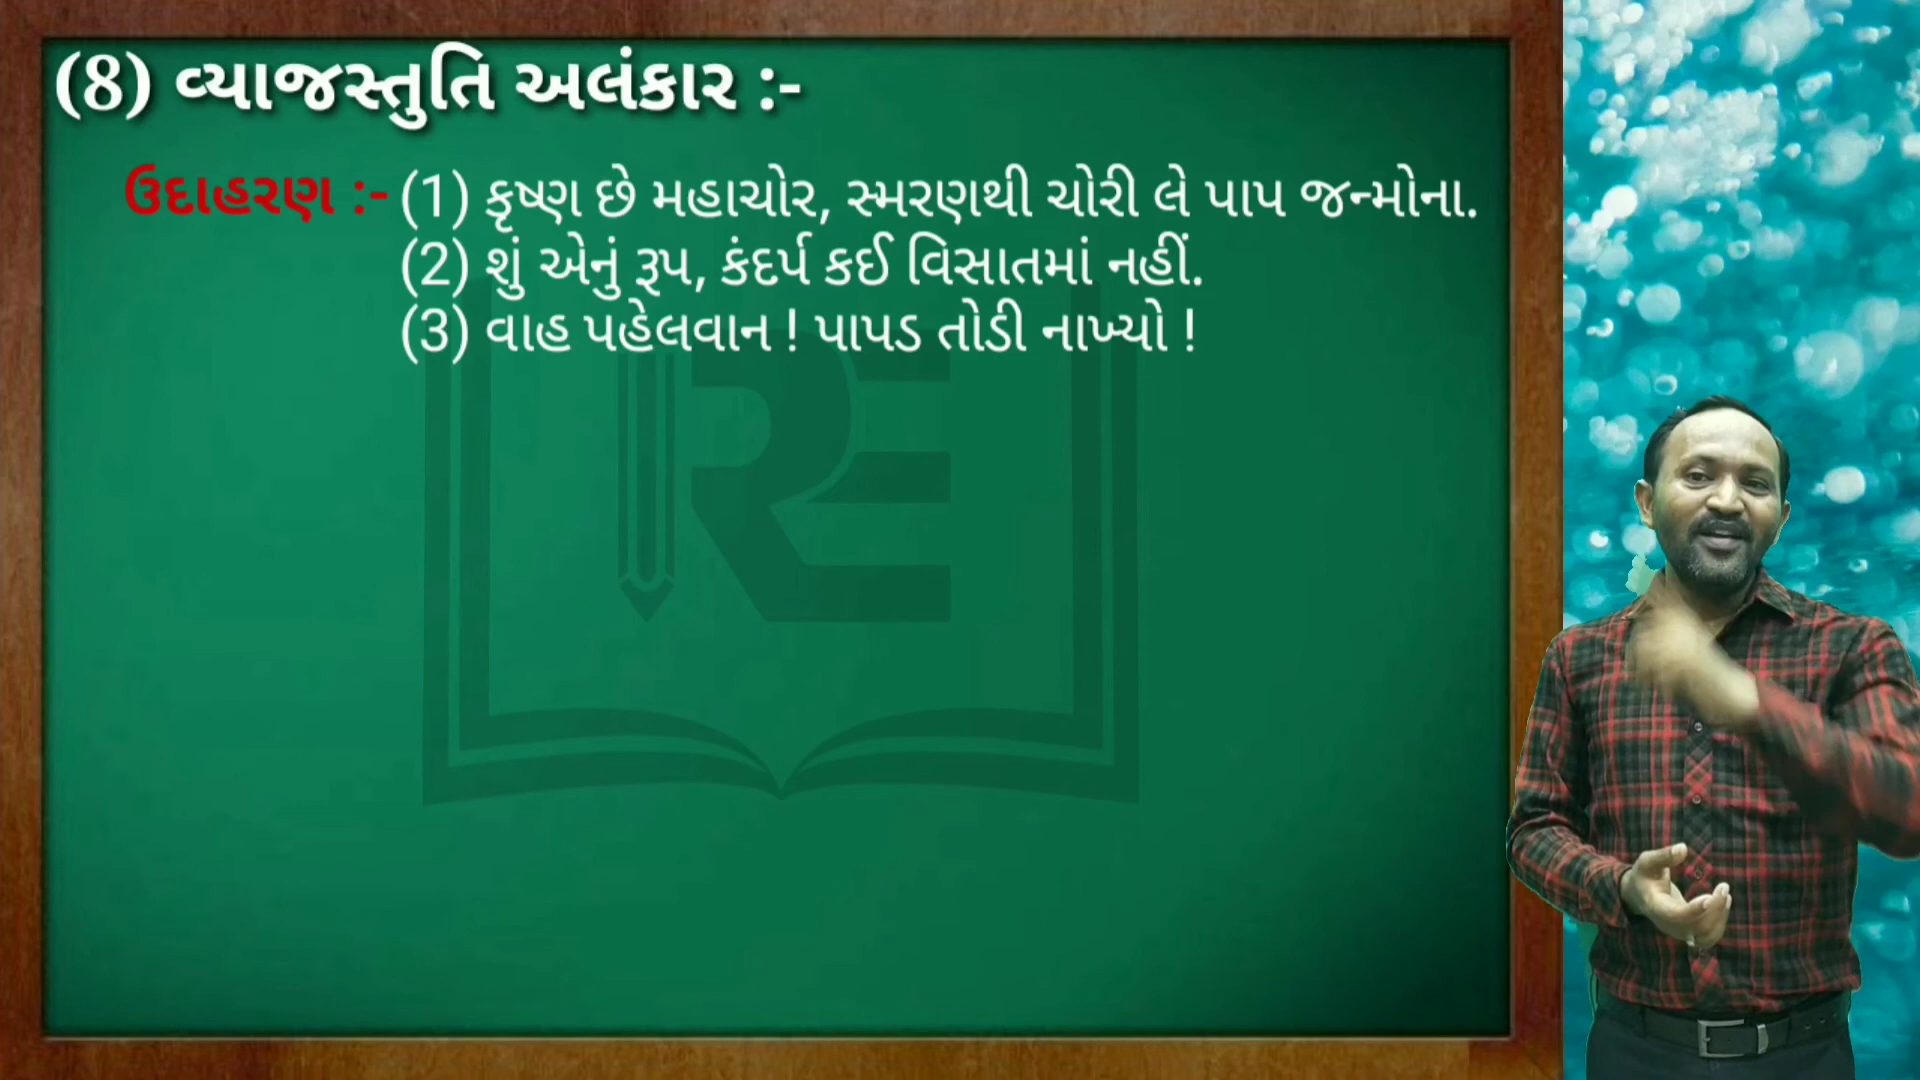 (8) વ્યાજસ્તુતિ અલંકાર :-
ઉદાહરણ :- (1) કૃષ્ણ છે મહાચોર, સ્મરણથી ચોરી લે પાપ જન્મોના.
(2) શું એનું રૂપ, કંદર્પ કઈ વિસાતમાં નહીં.
(3) વાહ પહેલવાન ! પાપડ તોડી નાખ્યો !
RE